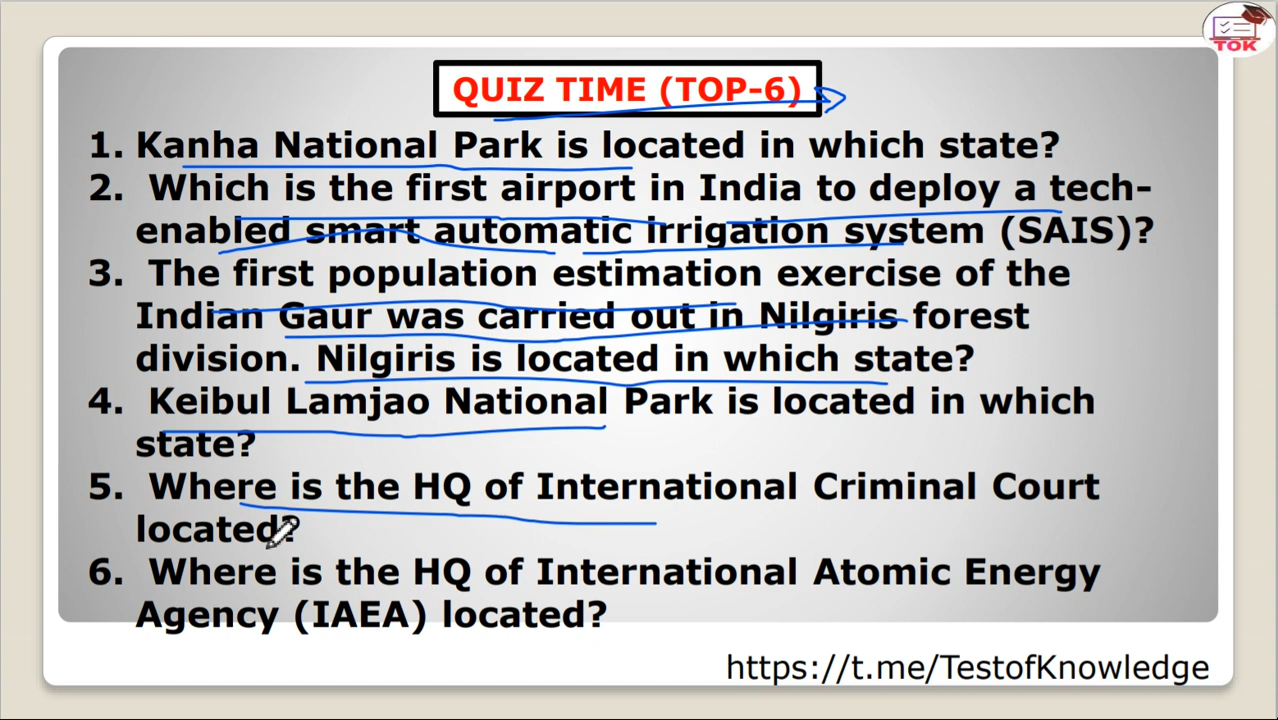 TOK
QUIZ TIME (TOP-6)
1. Kanha National Park is located in which state?
2. Which is the first airport in India to deploy a tech-
enabled smart automatic irrigation system (SAIS)?
3. The first population estimation exercise of the
Indian Gaur was carried out in Nilgiris forest
division. Nilgiris is located in which state?
4. Keibul Lamjao National Park is located in which
state?
5. Where is the HQ of International Criminal Court
located?
6. Where is the HQ of International Atomic Energy
Agency (IAEA) located?
https://t.me/TestofKnowledge